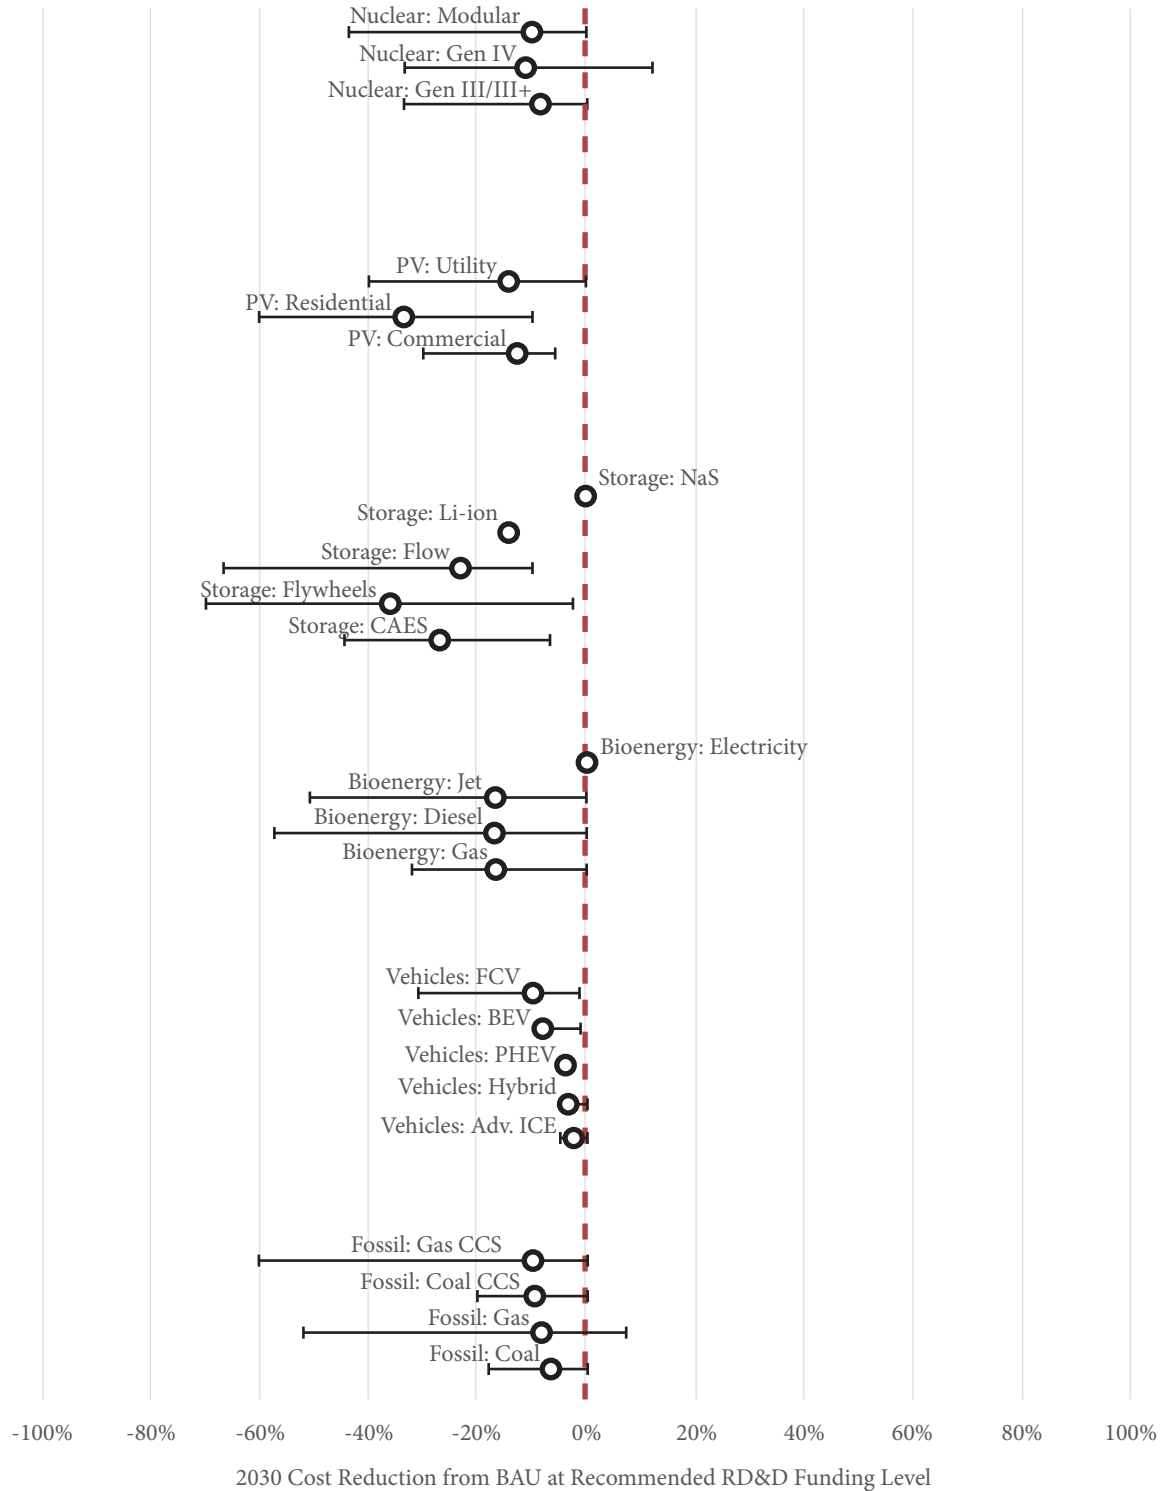 Nuclear: Modular
Nuclear: Gen IV
Nuclear: Gen III/III+
PV: Utility
PV: Residential
PV: Commercial
Storage: NaS
Storage: Li-ion
Storage: Flow
Storage: Flywheels
Storage: CAES
Bioenergy: Electricity
Bioenergy: Jet
Bioenergy: Diesel
Bioenergy: Gas
Vehicles: FCV
Vehicles: BEV
Vehicles: PHEV
Vehicles: Hybrid
Vehicles: Adv. ICE
Fossil: Gas CCS
Fossil: Coal CCS
Fossil: Gas
Fossil: Coal
-100% -80% -60% -40% -20% 0% 20% 40% 60% 80% 100%
2030 Cost Reduction from BAU at Recommended RD&D Funding Level